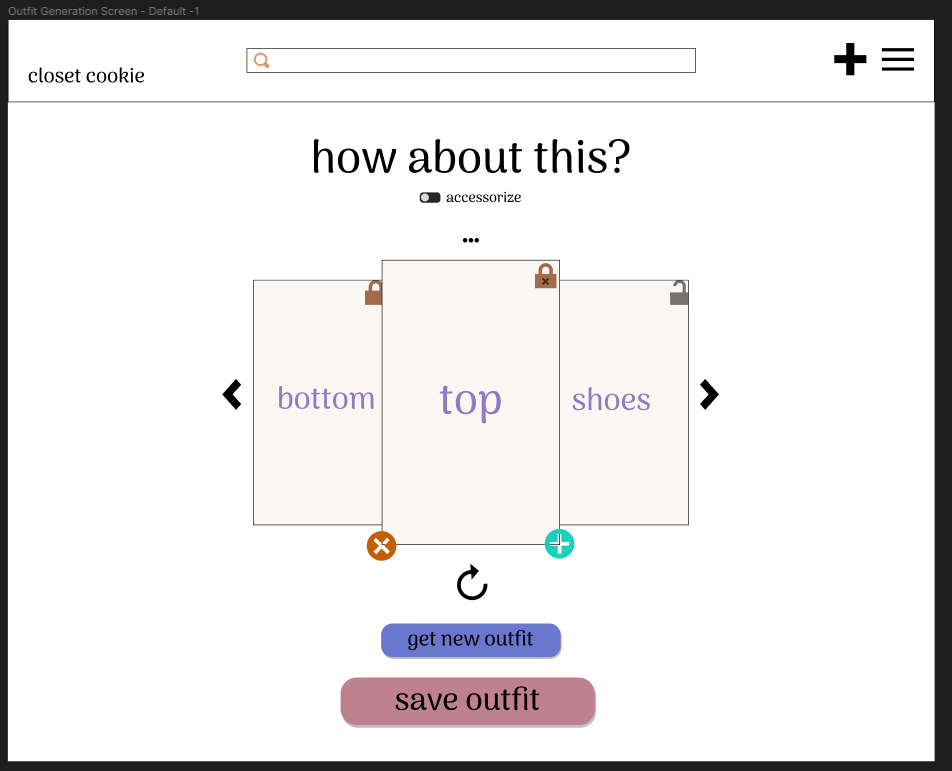 Outfit Generation Screen - Default -1
closet cookie
how about this?
accessorize
bottom
top
shoes
get new outfit
save outfit